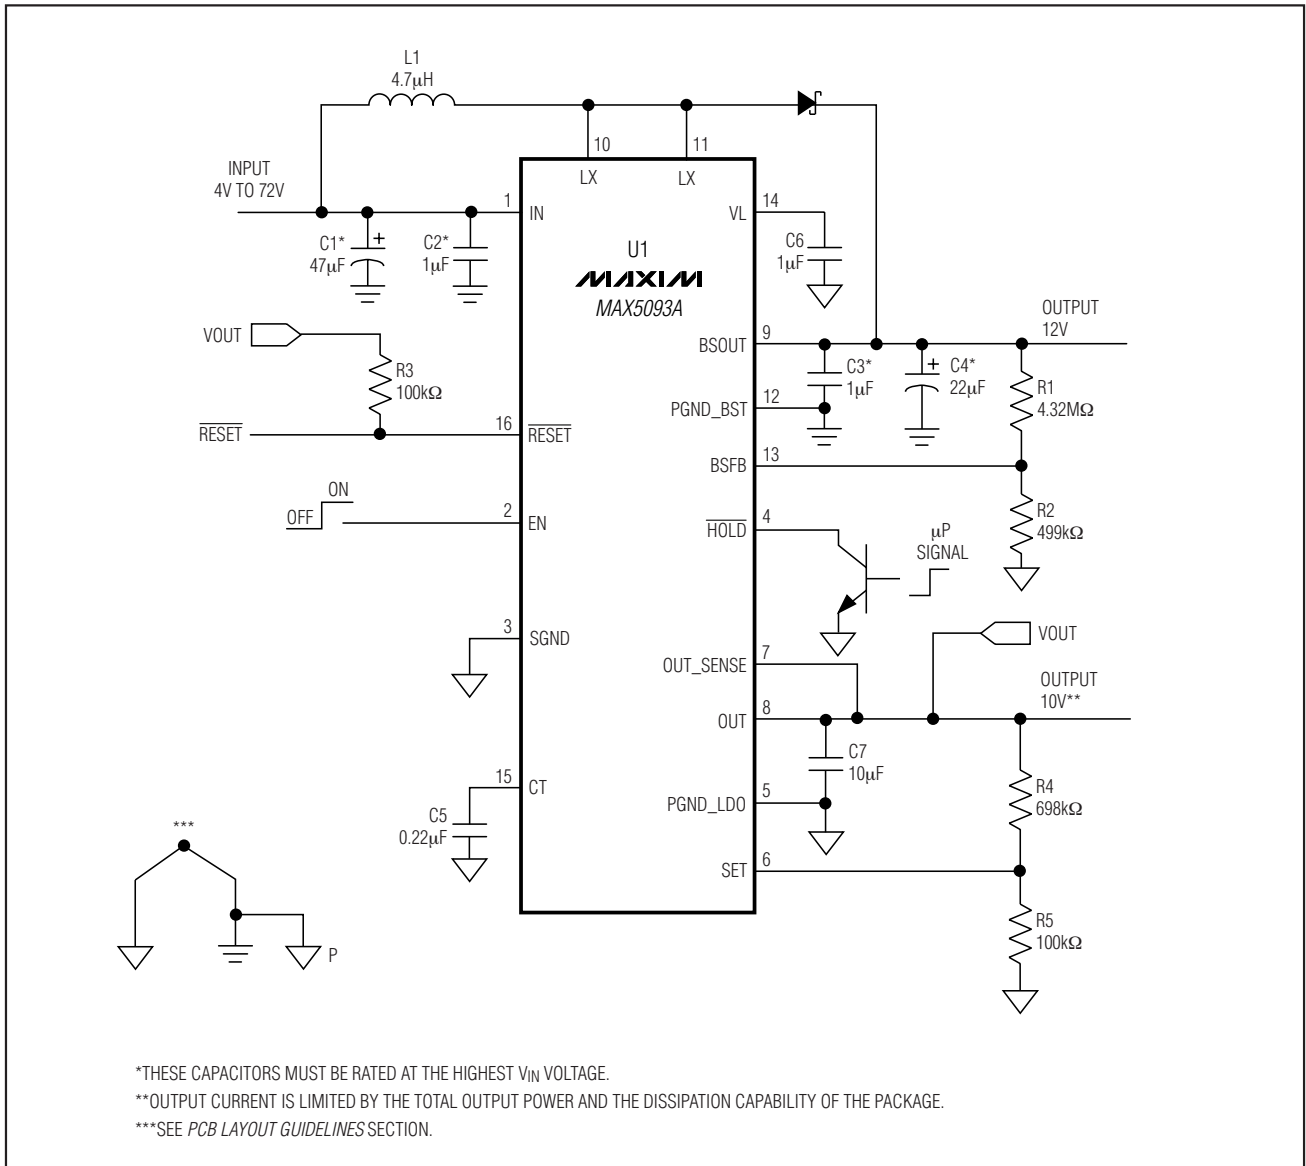 L1
4.7µH
10
11
LX
LX
INPUT
4V TO 72V
1
IN
14
VL
C1*
+
47µF
C2*
1µF
U1
MAXIM
MAX5093A
C6
1µF
VOUT
R3
100kΩ
OUTPUT
12V
9
BSOUT
C3*
1µF
+
C4*
22µF
R1
4.32MΩ
12
PGND_BST
RESET
16
RESET
13
BSFB
ON
OFF
2
EN
4
HOLD
µP
SIGNAL
R2
499kΩ
3
SGND
7
OUT_SENSE
VOUT
OUTPUT
10V**
8
OUT
C7
10µF
15
CT
C5
0.22µF
5
PGND_LDO
R4
698kΩ
***
6
SET
R5
100kΩ
P
*THESE CAPACITORS MUST BE RATED AT THE HIGHEST VIN VOLTAGE.
**OUTPUT CURRENT IS LIMITED BY THE TOTAL OUTPUT POWER AND THE DISSIPATION CAPABILITY OF THE PACKAGE.
***SEE PCB LAYOUT GUIDELINES SECTION.